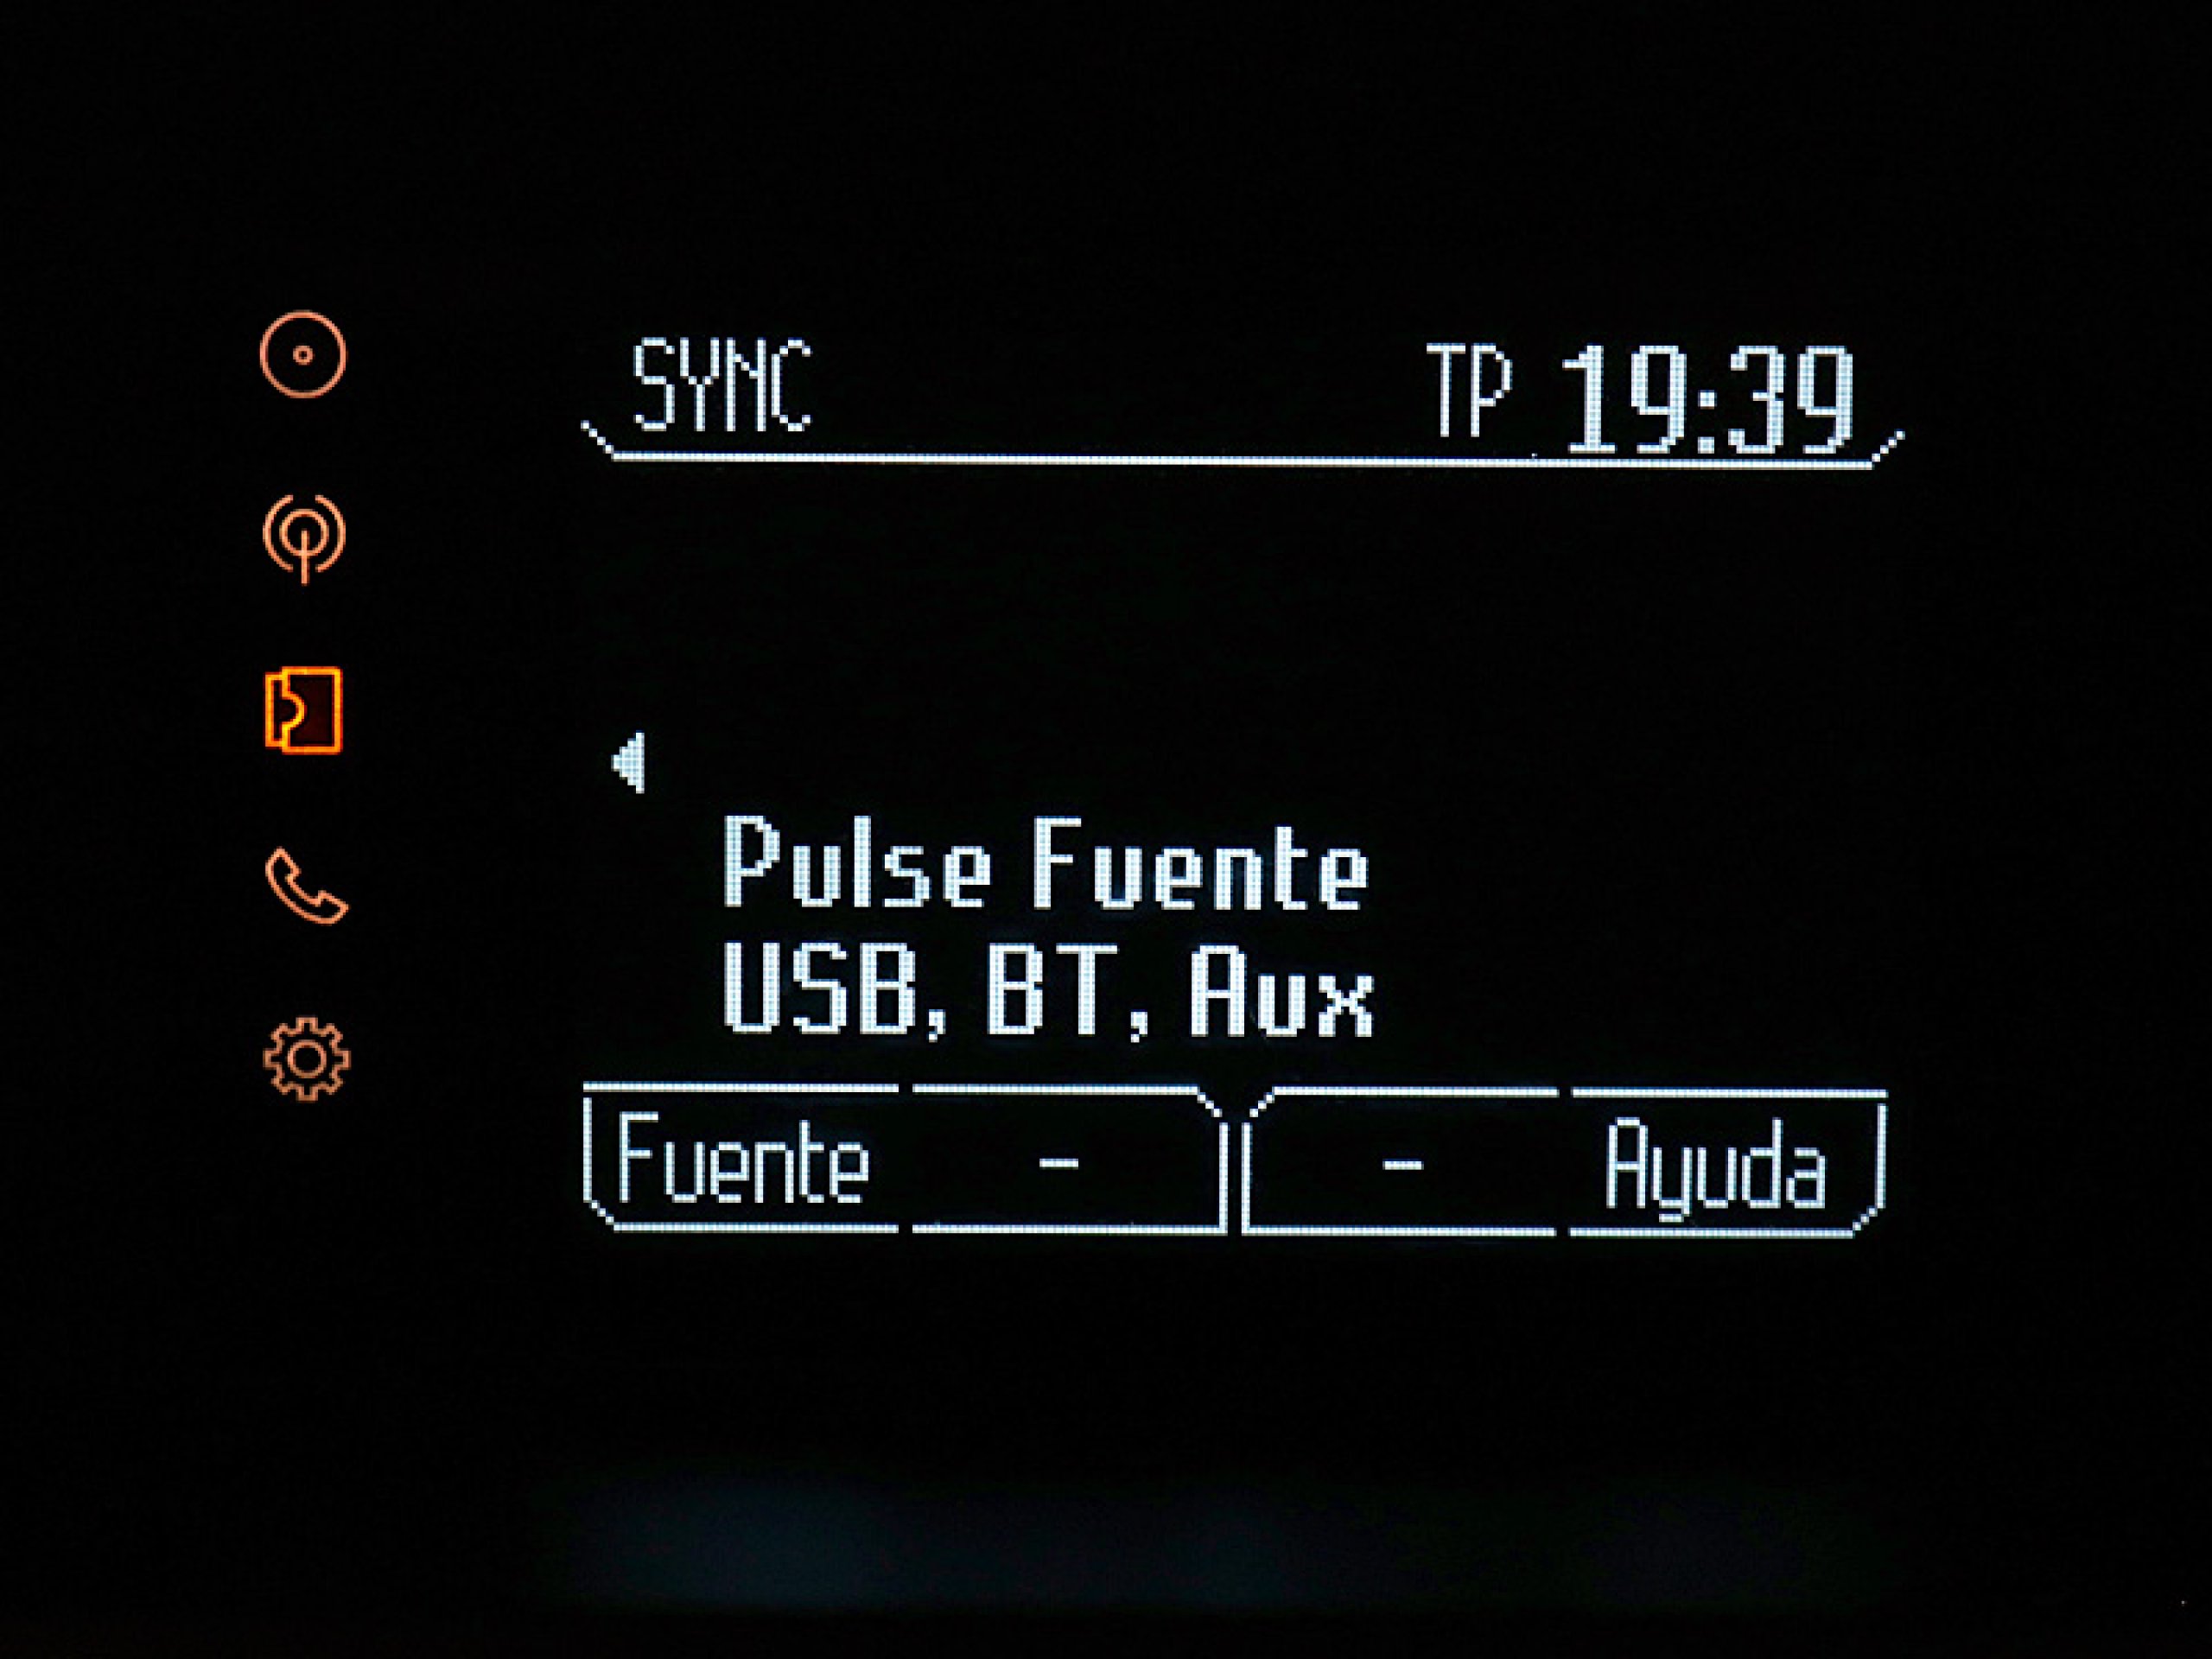 SYNC TP 19:39
Pulse Fuente
USB, BT, Aux
Fuente - - Ayuda